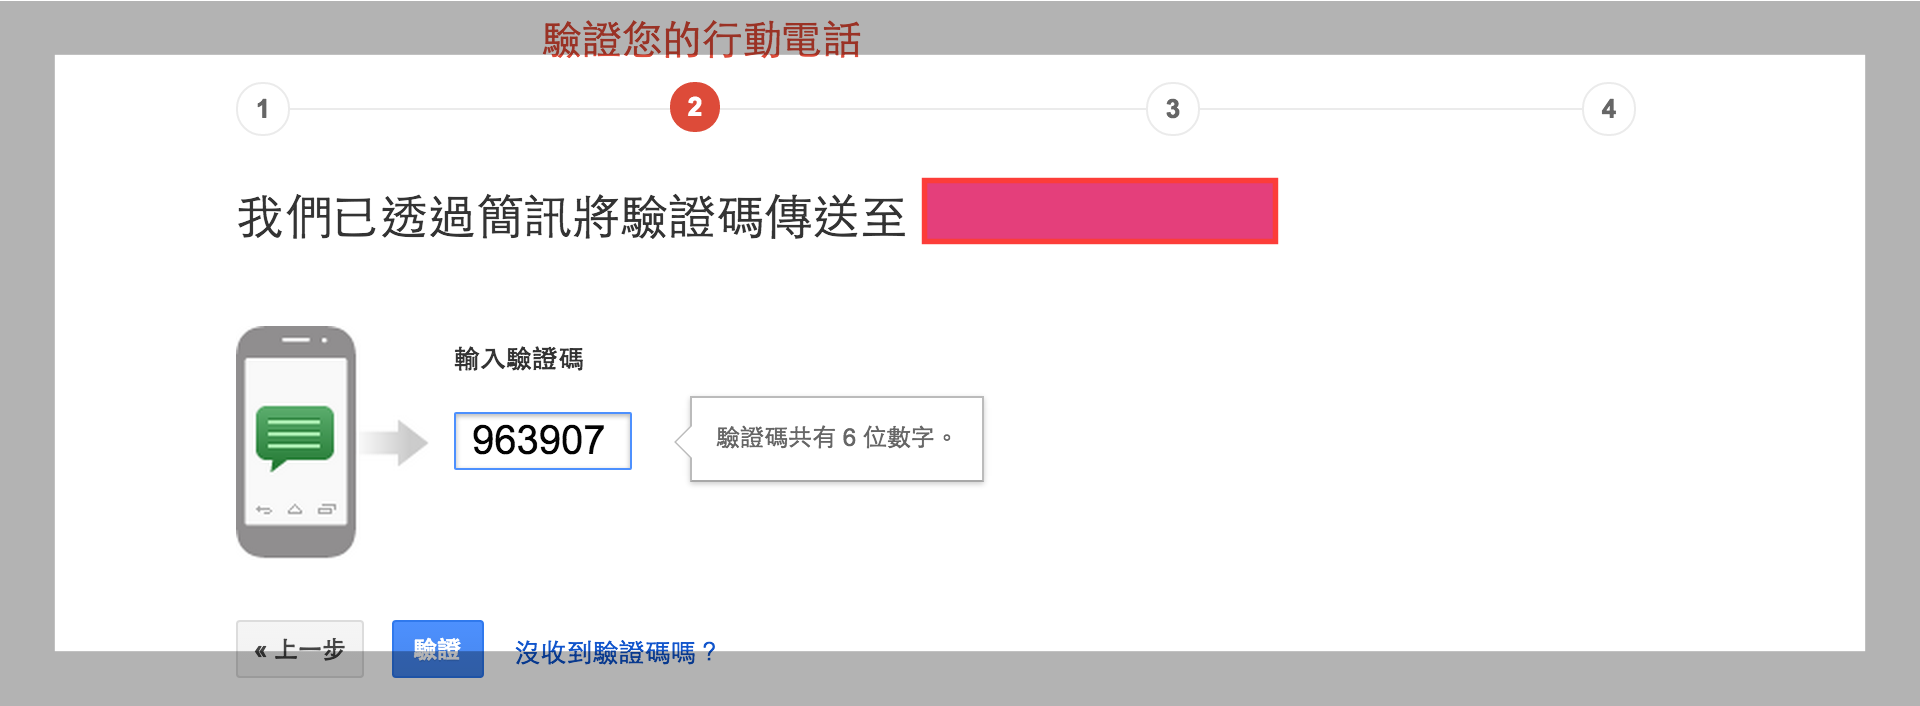 驗證您的行動電話
1 2 3 4
我們已透過簡訊將驗證碼傳送至
輸入驗證碼
963907
驗證碼共有 6 位數字。
« 上一步 驗證 沒收到驗證碼嗎？